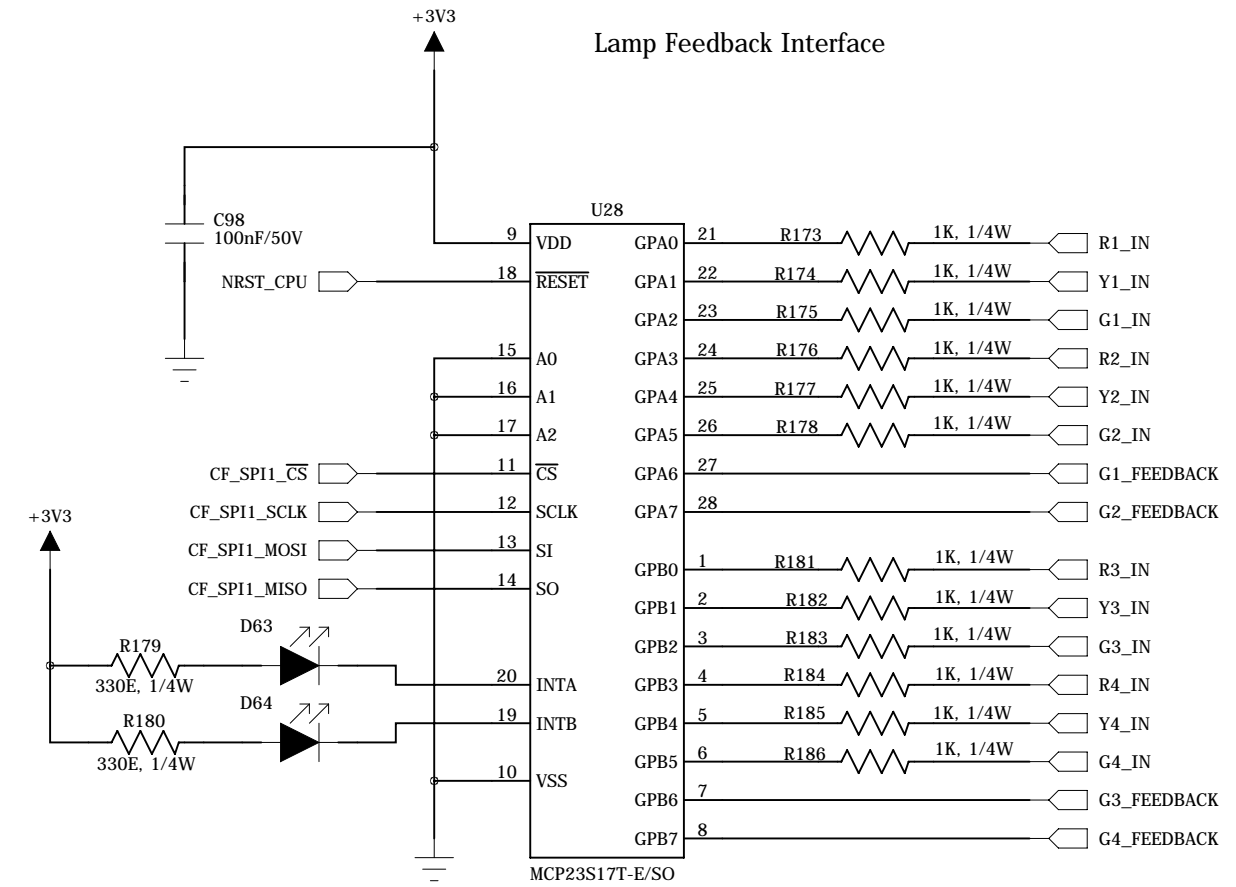 +3V3
Lamp Feedback Interface
C98
100nF/50V
U28
9 VDD GPA0 21 R173 1K, 1/4W R1_IN
NRST_CPU 18 RESET GPA1 22 R174 1K, 1/4W Y1_IN
GPA2 23 R175 1K, 1/4W G1_IN
15 A0 GPA3 24 R176 1K, 1/4W R2_IN
16 A1 GPA4 25 R177 1K, 1/4W Y2_IN
17 A2 GPA5 26 R178 1K, 1/4W G2_IN
CF_SPI1_CS 11 CS GPA6 27 G1_FEEDBACK
CF_SPI1_SCLK 12 SCLK GPA7 28 G2_FEEDBACK
+3V3
CF_SPI1_MOSI 13 SI
GPB0 1 R181 1K, 1/4W R3_IN
CF_SPI1_MISO 14 SO
GPB1 2 R182 1K, 1/4W Y3_IN
D63
R179
330E, 1/4W
GPB2 3 R183 1K, 1/4W G3_IN
20 INTA GPB3 4 R184 1K, 1/4W R4_IN
D64
R180
330E, 1/4W
19 INTB GPB4 5 R185 1K, 1/4W Y4_IN
GPB5 6 R186 1K, 1/4W G4_IN
10 VSS
GPB6 7 G3_FEEDBACK
GPB7 8 G4_FEEDBACK
MCP23S17T-E/SO